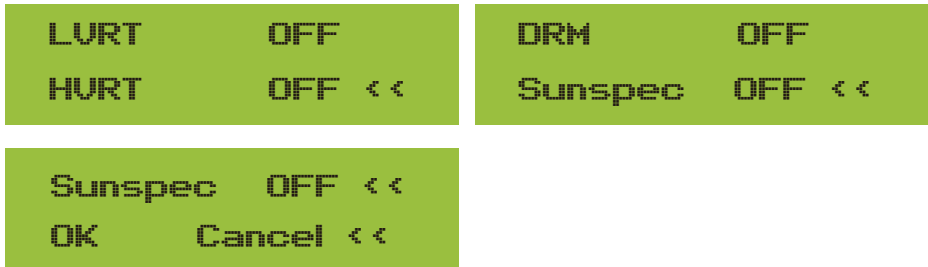 LVRT OFF
HVRT OFF <<
DRM OFF
Sunspec OFF <<
Sunspec OFF <<
OK Cancel <<